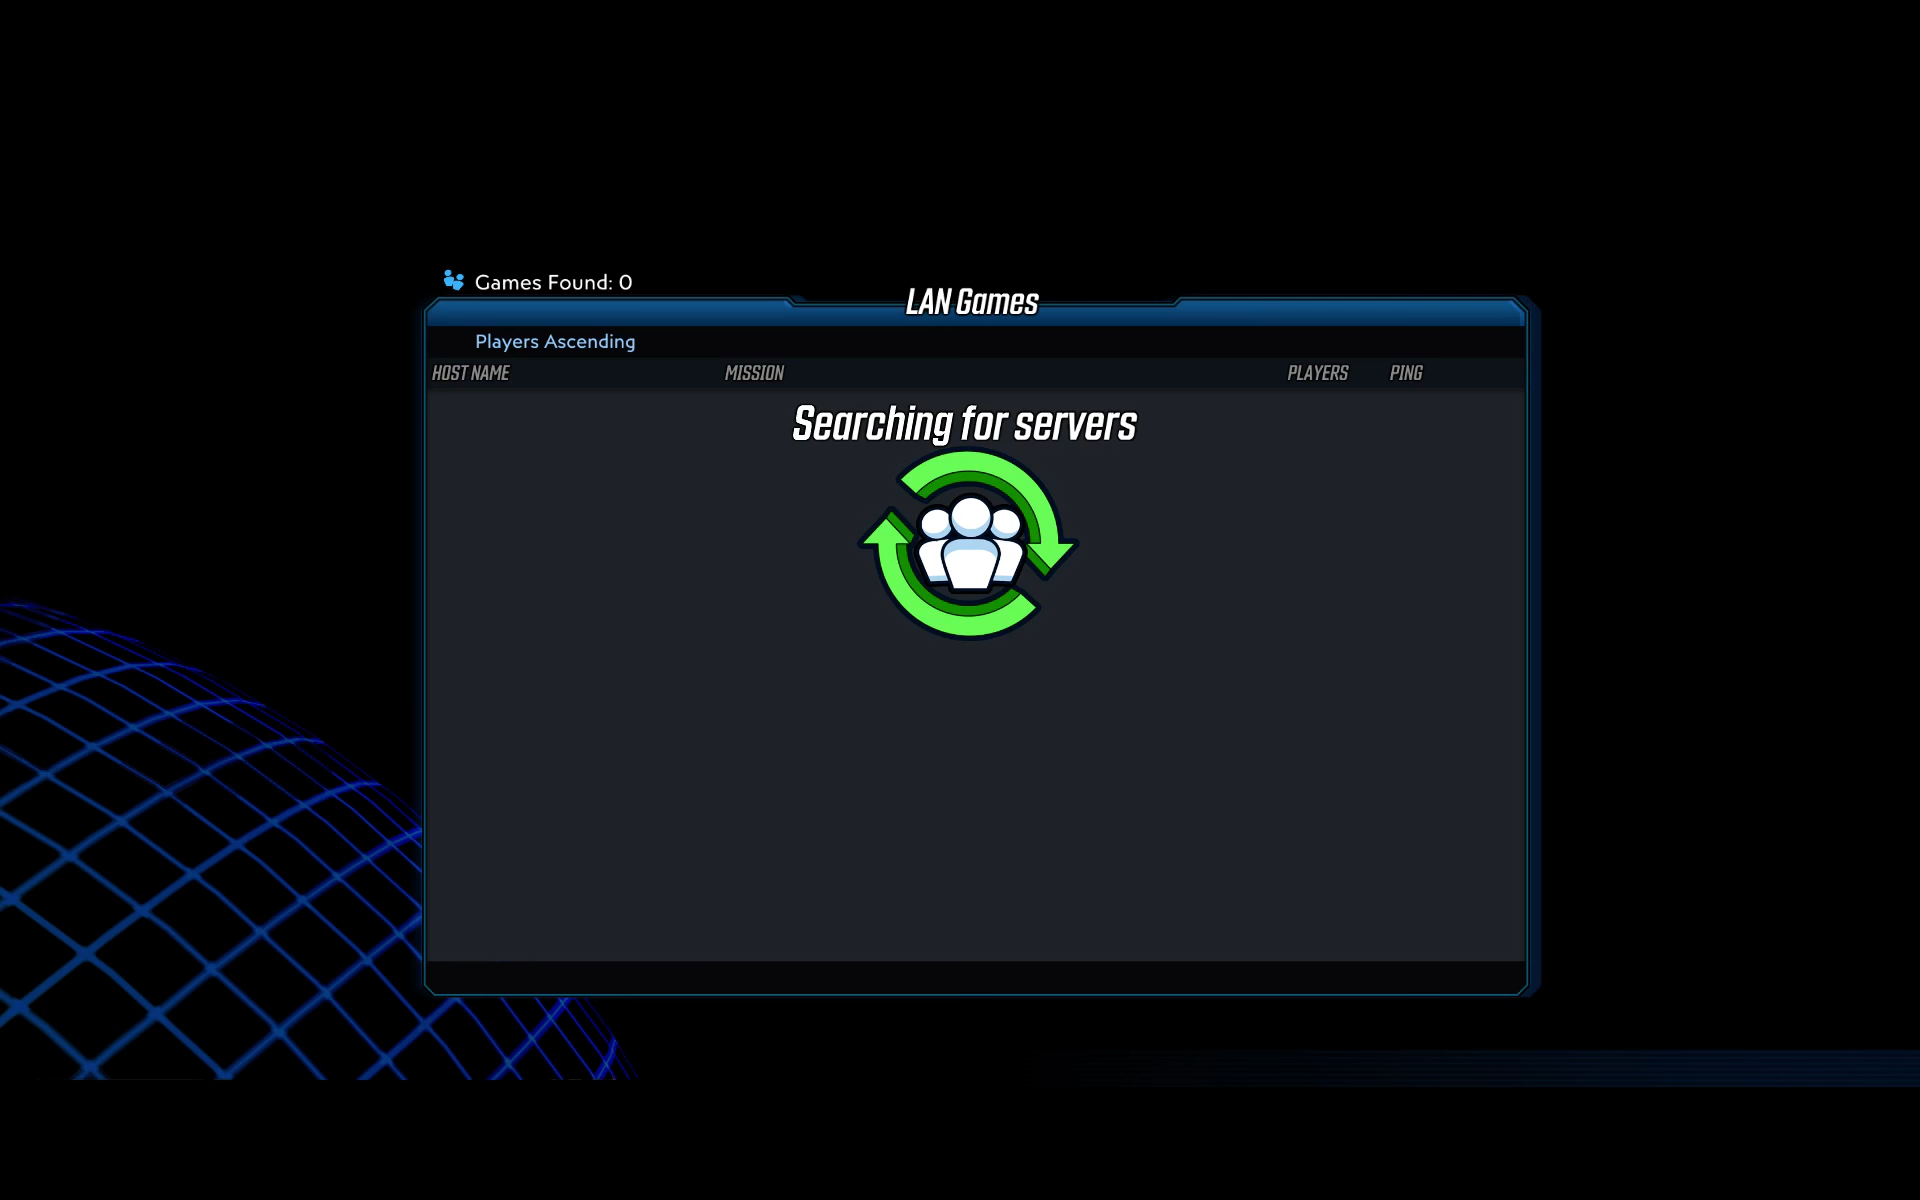 Games Found: 0
LAN Games
Players Ascending
HOST NAME MISSION PLAYERS PING
Searching for servers